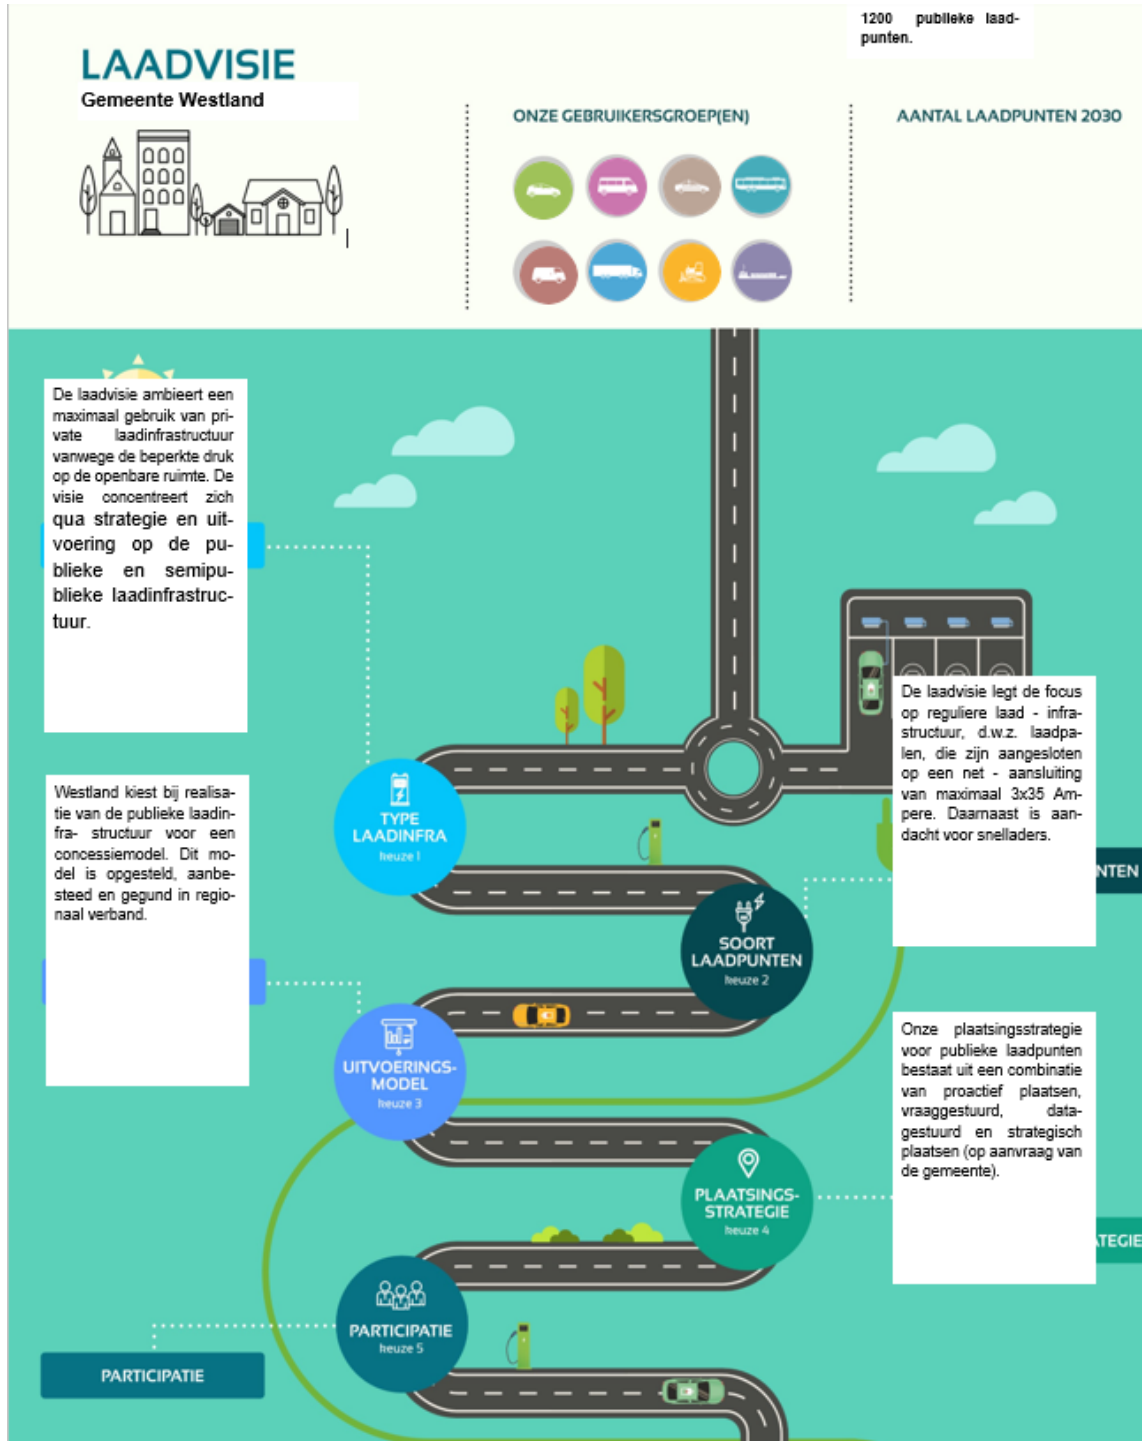 1200 publieke laad-
punten.
LAADVISIE
Gemeente Westland
ONZE GEBRUIKERSGROEP(EN)
AANTAL LAADPUNTEN 2030
De laadvisie ambieert een
maximaal gebruik van pri-
vate laadinfrastructuur
vanwege de beperkte druk
op de openbare ruimte. De
visie concentreert zich
qua strategie en uit-
voering op de pu-
blieke en semipu-
blieke laadinfrastruc-
tuur.
TYPE
LAADINFRA
keuze 1
De laadvisie legt de focus
op reguliere laad - infra-
structuur, d.w.z. laadpa-
len, die zijn aangesloten
op een net - aansluiting
van maximaal 3x35 Am-
pere. Daarnaast is aan-
dacht voor snelladers.
NTEN
SOORT
LAADPUNTEN
keuze 2
Westland kiest bij realisa-
tie van de publieke laadin-
fra- structuur voor een
concessiemodel. Dit mo-
del is opgesteld, aanbe-
steed en gegund in regio-
naal verband.
UITVOERINGS-
MODEL
keuze 3
Onze plaatsingsstrategie
voor publieke laadpunten
bestaat uit een combinatie
van proactief plaatsen,
vraaggestuurd, data-
gestuurd en strategisch
plaatsen (op aanvraag van
de gemeente).
PLAATSINGS-
STRATEGIE
keuze 4
TEGIE
PARTICIPATIE
keuze 5
PARTICIPATIE